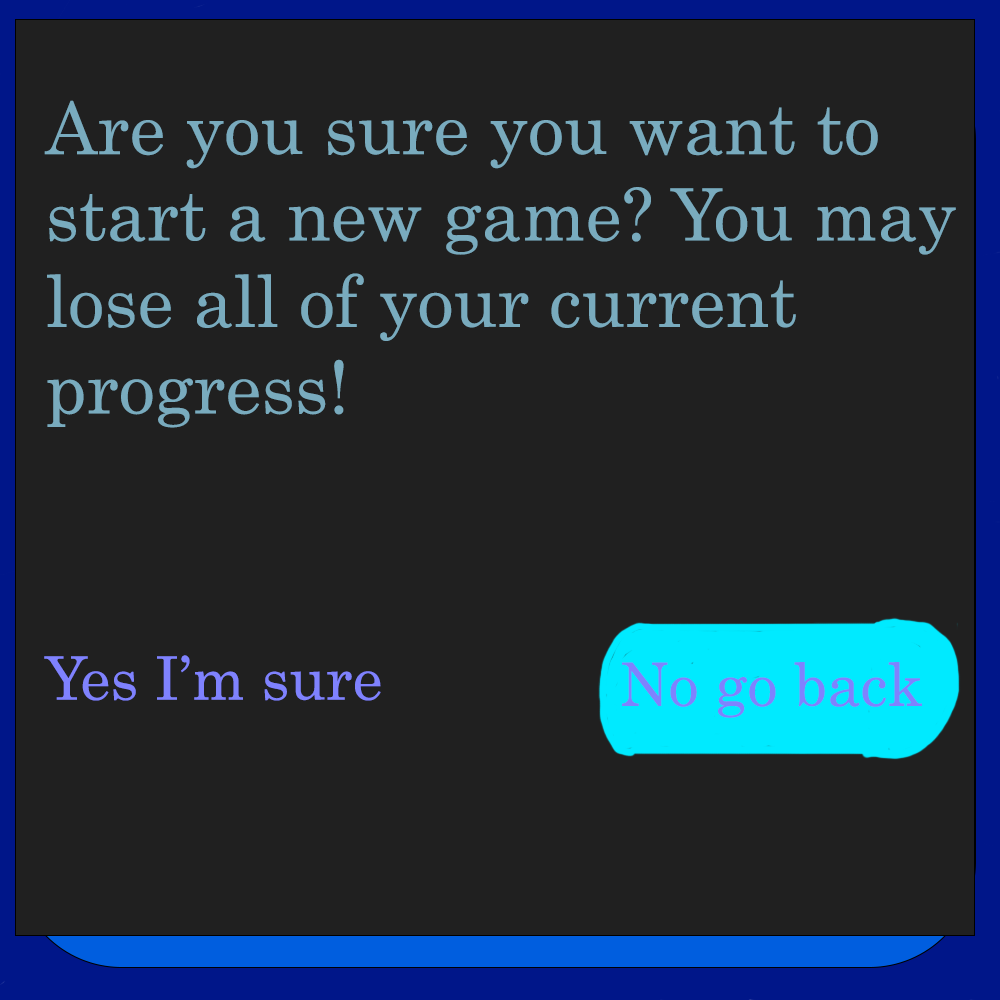 Are you sure you want to
start a new game? You may
lose all of your current
progress!
Yes I’m sure
No go back